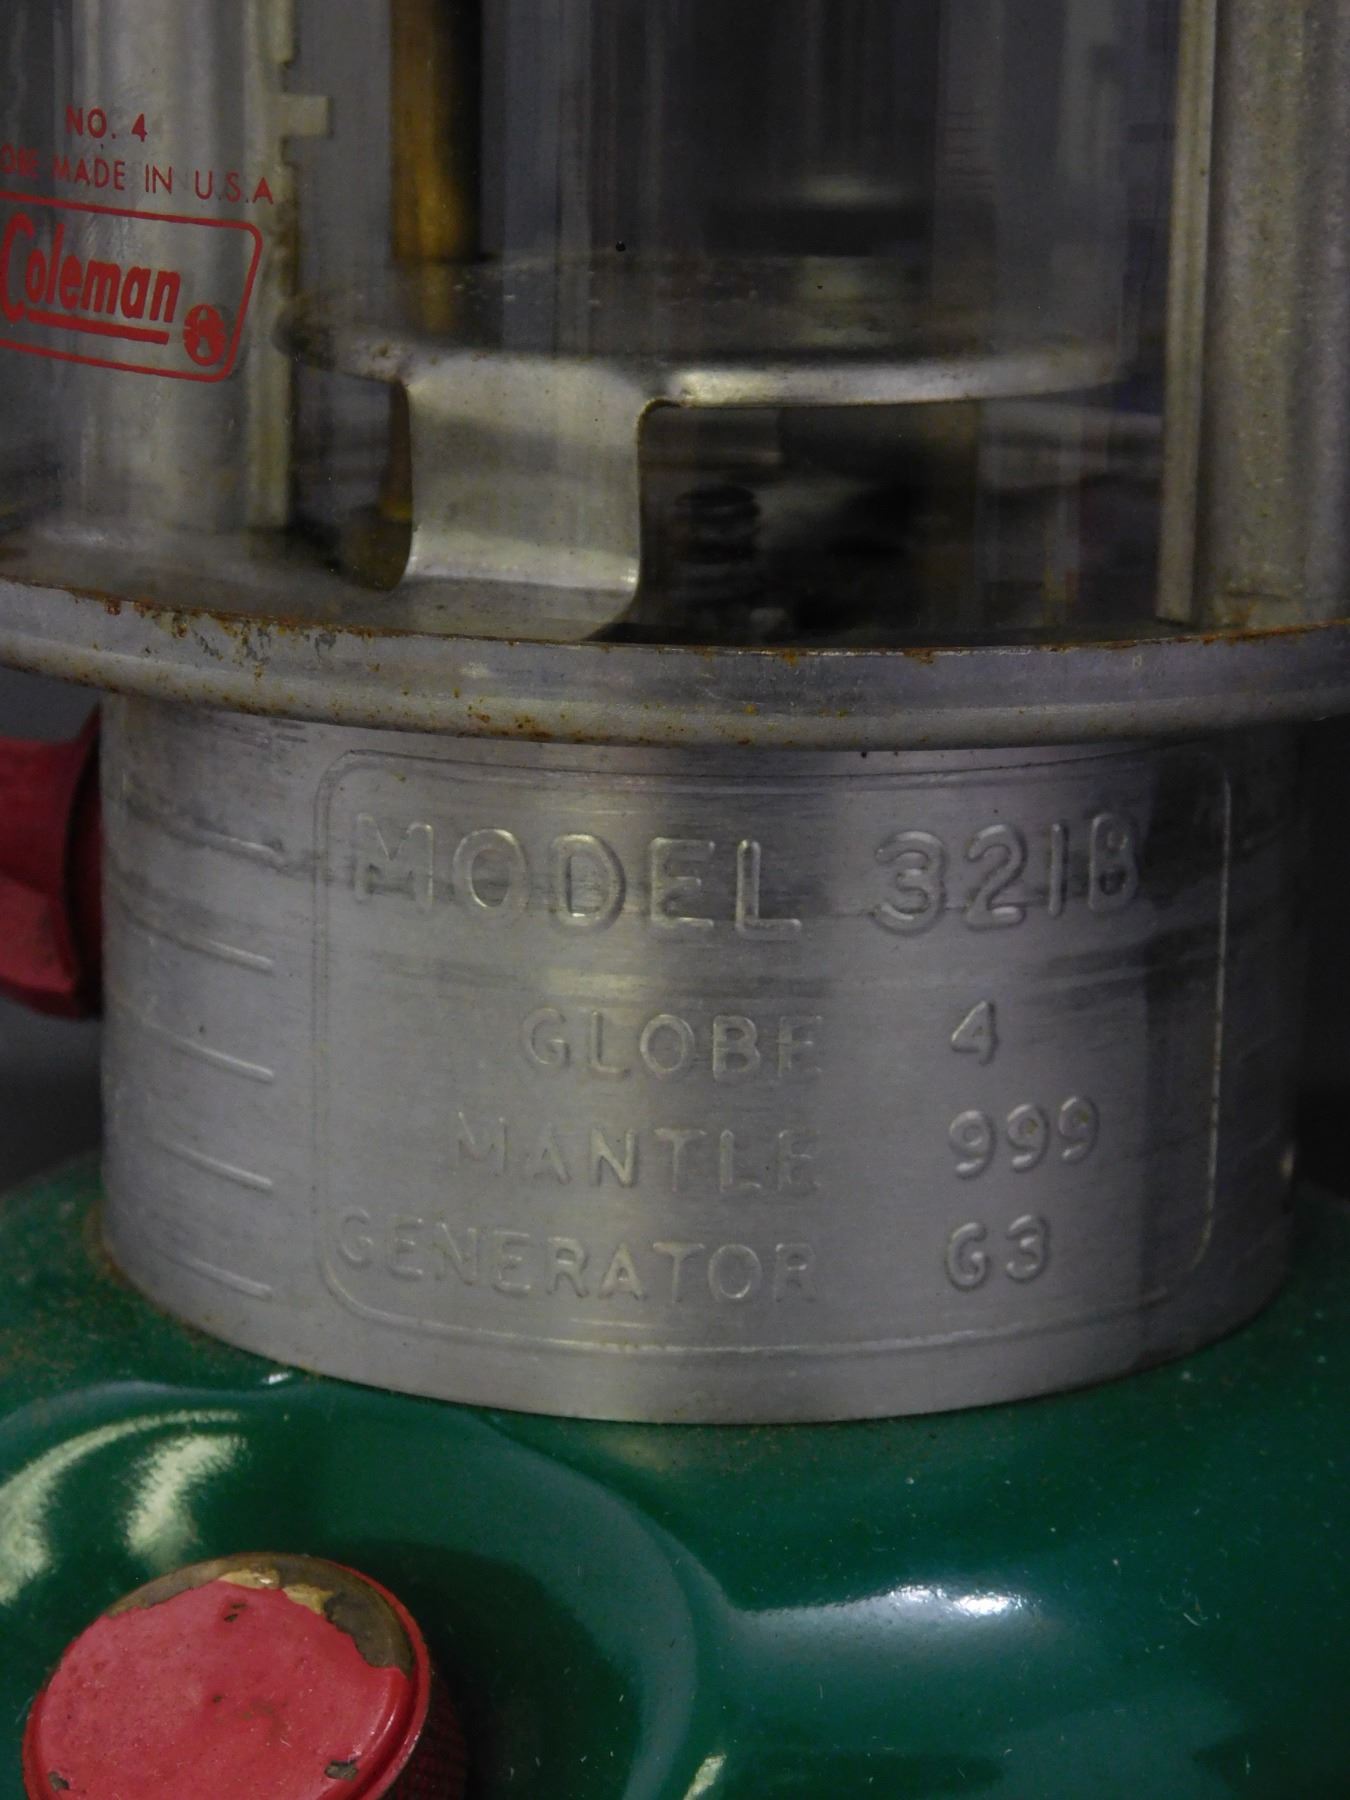 NO. 4
MADE IN U.S.A
Coleman
MODEL 321B
GLOBE 4
MANTLE 999
GENERATOR G3